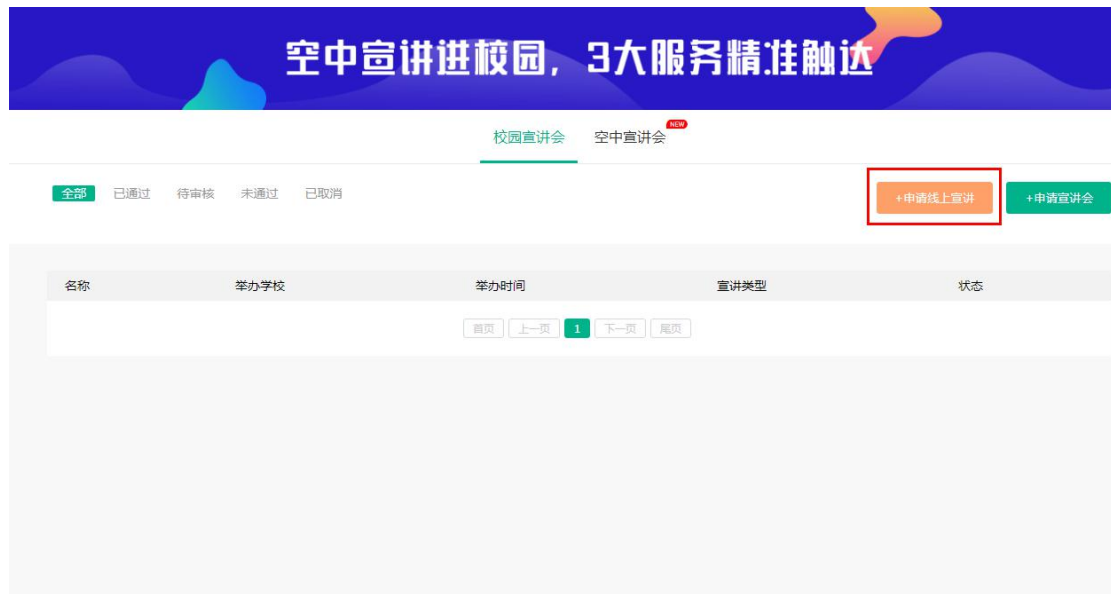 空中宣讲进校园，3大服务精准触达
校园宣讲会 空中宣讲会 NEW
全部 已通过 待审核 未通过 已取消 +申请线上宣讲 +申请宣讲会
名称 举办学校 举办时间 宣讲类型 状态
首页 上一页 1 下一页 尾页